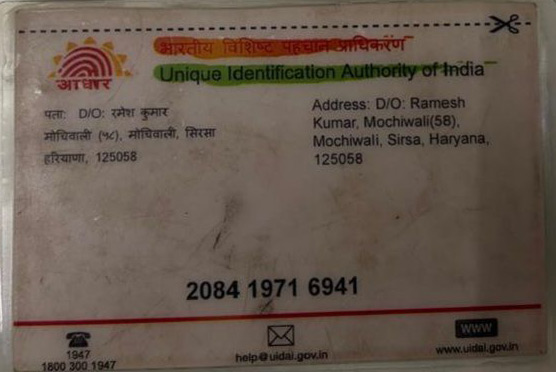 भारतीय विशिष्ट पहचान प्राधिकरण
Unique Identification Authority of India
आधार
पता: D/O: रमेश कुमार
मोचिवाली (५८), मोचिवाली, सिरसा
हरियाणा, 125058
Address: D/O: Ramesh
Kumar, Mochiwali(58),
Mochiwali, Sirsa, Haryana,
125058
2084 1971 6941
1947
1800 300 1947
help@uidai.gov.in
www
www.uidai.gov.in